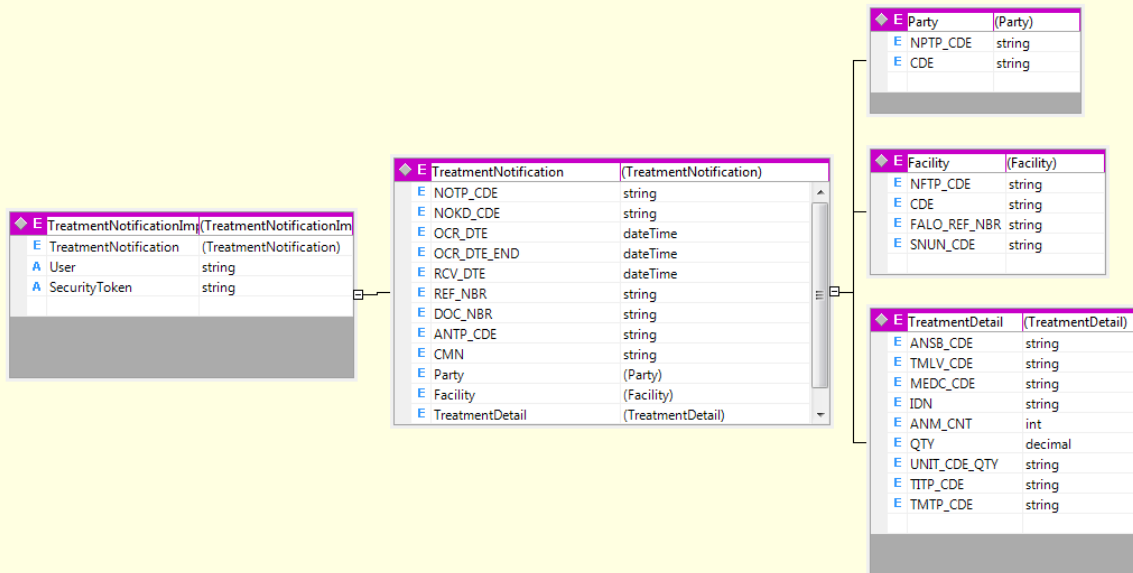 E TreatmentNotificationImp (TreatmentNotificationIm
E TreatmentNotification (TreatmentNotification)
A User string
A SecurityToken string
E TreatmentNotification (TreatmentNotification)
E NOTP_CDE string
E NOKD_CDE string
E OCR_DTE dateTime
E OCR_DTE_END dateTime
E RCV_DTE dateTime
E REF_NBR string
E DOC_NBR string
E ANTP_CDE string
E CMN string
E Party (Party)
E Facility (Facility)
E TreatmentDetail (TreatmentDetail)
E Party (Party)
E NPTP_CDE string
E CDE string
E Facility (Facility)
E NFTP_CDE string
E CDE string
E FALO_REF_NBR string
E SNUN_CDE string
E TreatmentDetail (TreatmentDetail)
E ANSB_CDE string
E TMLV_CDE string
E MEDC_CDE string
E IDN string
E ANM_CNT int
E QTY decimal
E UNIT_CDE_QTY string
E TITP_CDE string
E TMTP_CDE string